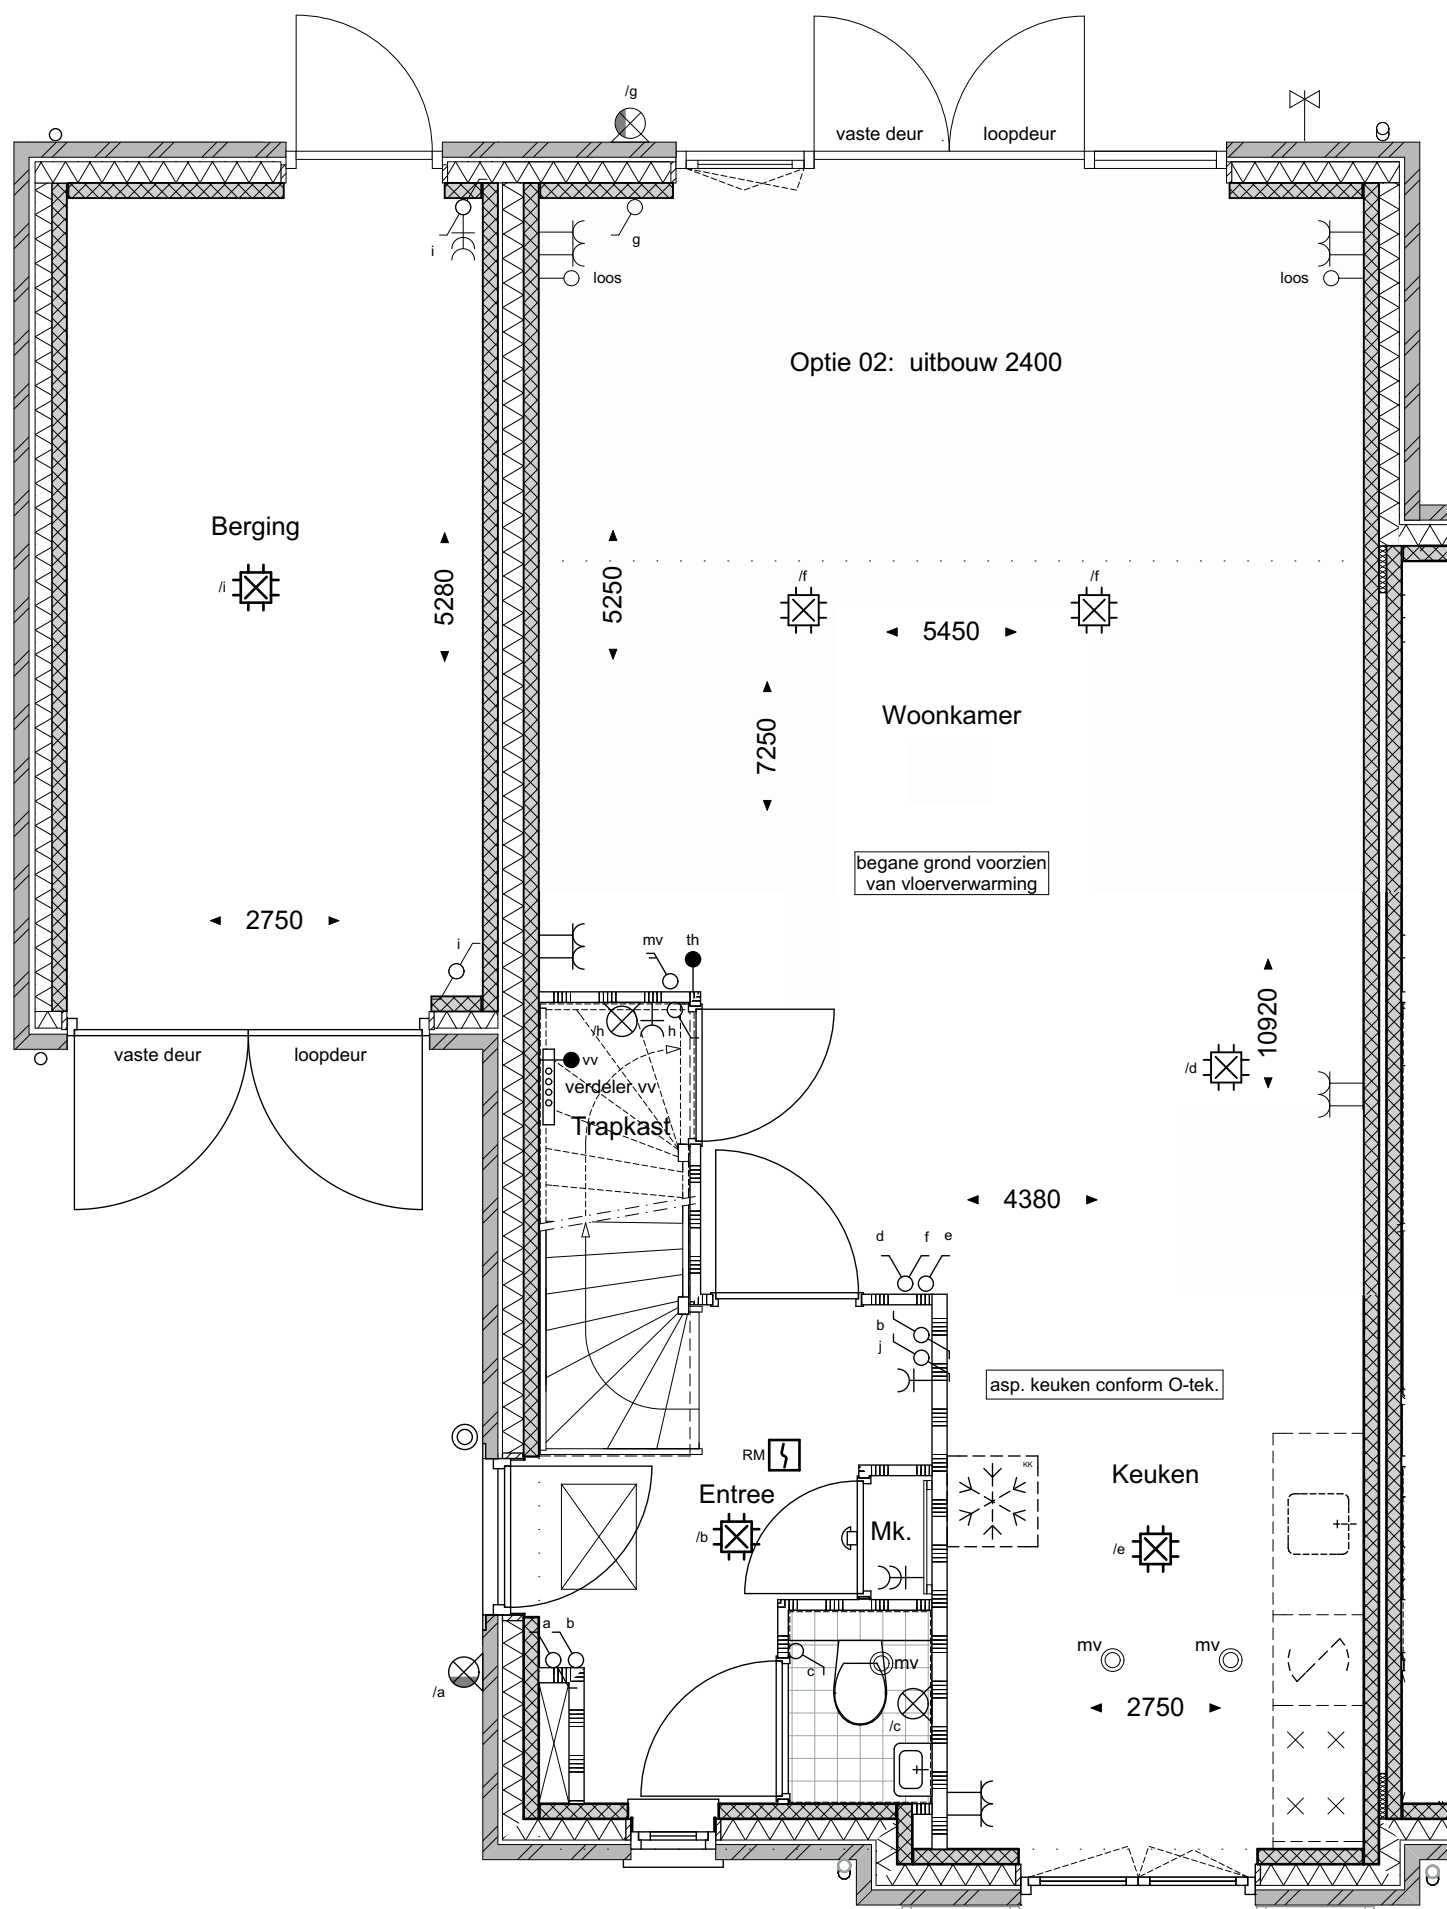 /g
vaste deur loopdeur
i
g
loos
loos
Optie 02: uitbouw 2400
Berging
/i
5280
5250
/f
/f
5450
Woonkamer
7250
begane grond voorzien
van vloerverwarming
2750
i
mv
th
/h
h
vv
verdeler vv
Trapkast
vaste deur loopdeur
10920
/d
4380
d
f
e
b
j
asp. keuken conform O-tek.
RM
KK
Keuken
Entree
/b
Mk.
/e
a
b
c
mv
mv
mv
/a
/c
2750